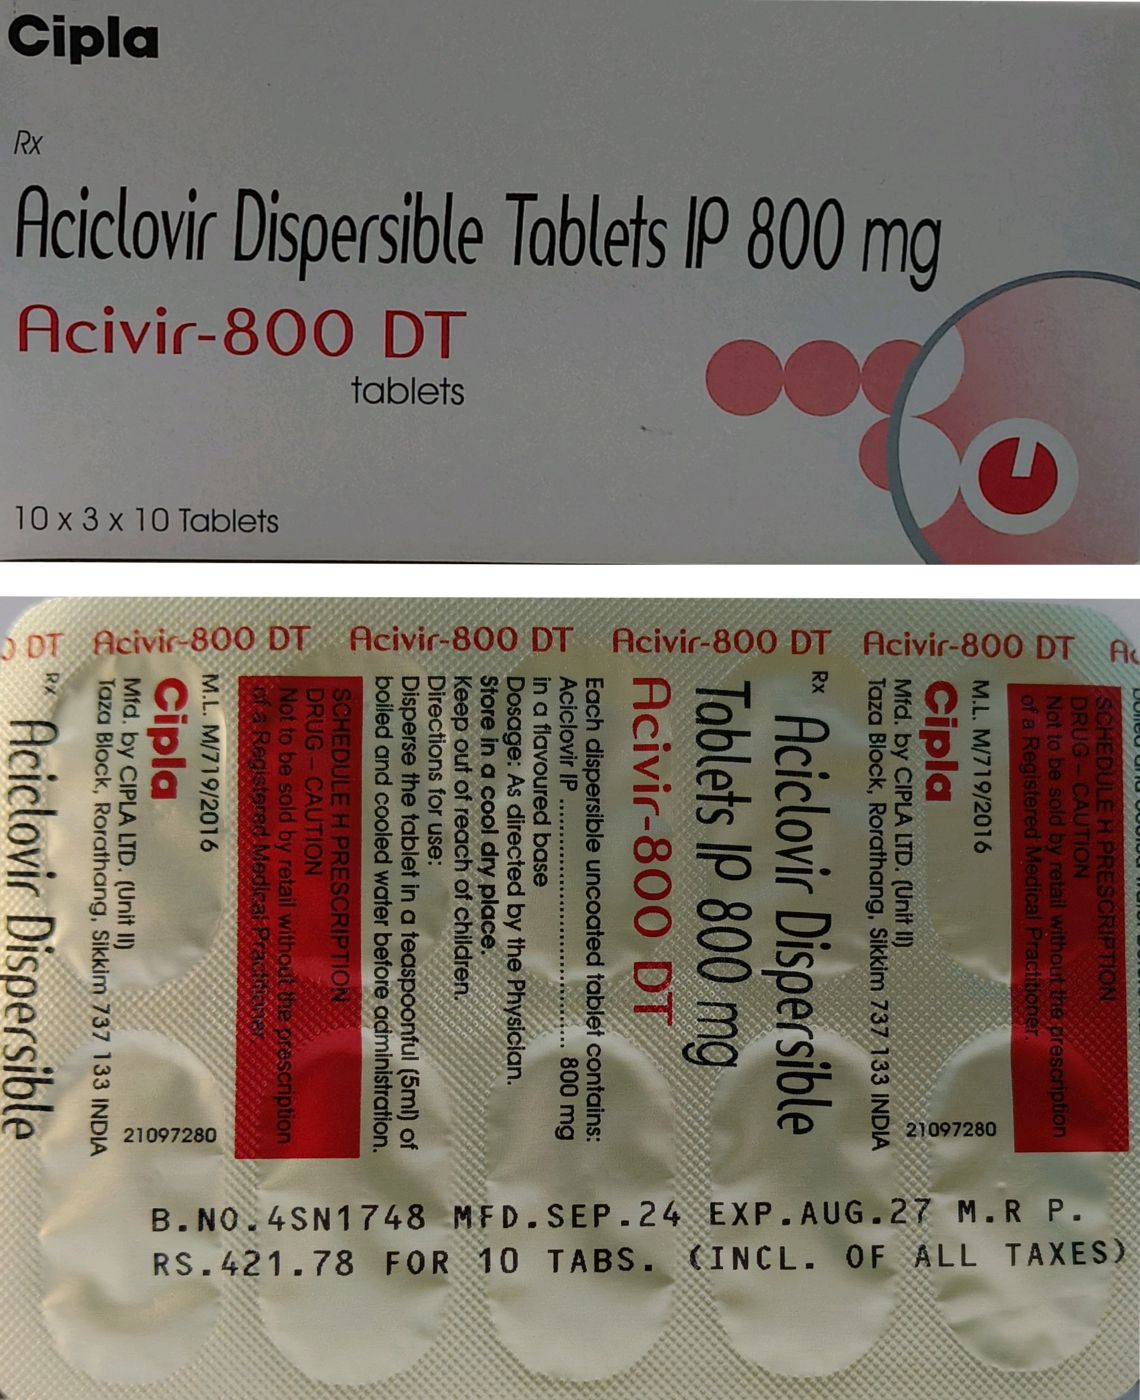 Cipla
Rx
Aciclovir Dispersible Tablets IP 800 mg
Acivir-800 DT
tablets
10 x 3 x 10 Tablets
DT Acivir-800 DT Acivir-800 DT Acivir-800 DT Acivir-800 DT
SCHEDULE H PRESCRIPTION
DRUG – CAUTION
Not to be sold by retail without the prescription
of a Registered Medical Practitioner.
M.L. M/719/2016
Cipla
Mfd. by CIPLA LTD. (Unit II)
Taza Block, Rorathang, Sikkim 737 133 INDIA
21097280
Rx
Aciclovir Dispersible
Tablets IP 800 mg
Acivir-800 DT
Each dispersible uncoated tablet contains:
Aciclovir IP ................................ 800 mg
in a flavoured base
Dosage: As directed by the Physician.
Store in a cool dry place.
Keep out of reach of children.
Directions for use:
Disperse the tablet in a teaspoonful (5ml) of
boiled and cooled water before administration.
SCHEDULE H PRESCRIPTION
DRUG – CAUTION
Not to be sold by retail without the prescription
of a Registered Medical Practitioner.
M.L. M/719/2016
Cipla
Mfd. by CIPLA LTD. (Unit II)
Taza Block, Rorathang, Sikkim 737 133 INDIA
21097280
Rx
Aciclovir Dispersible
B.NO.4SN1748 MFD.SEP.24 EXP.AUG.27 M.R P.
RS.421.78 FOR 10 TABS. (INCL. OF ALL TAXES)